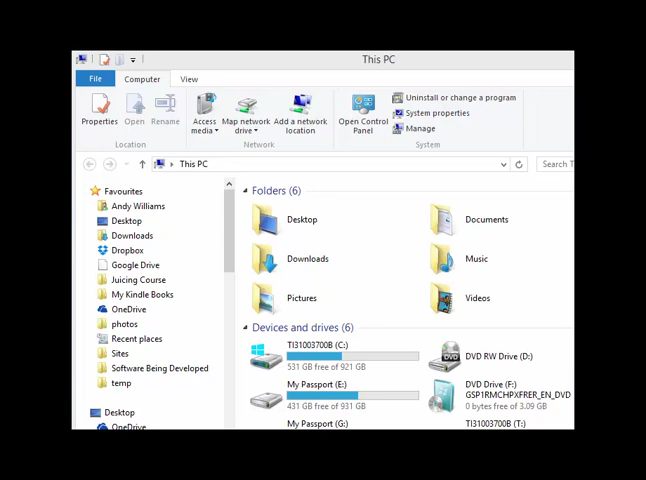 This PC
File Computer View
Properties Open Rename Access media Map network drive Add a network location Open Control Panel Uninstall or change a program
System properties
Manage
Location Network System
This PC
Search T
Favourites
Andy Williams
Desktop
Downloads
Dropbox
Google Drive
Juicing Course
My Kindle Books
OneDrive
photos
Recent places
Sites
Software Being Developed
temp
Desktop
OneDrive
Folders (6)
Desktop
Documents
Downloads
Music
Pictures
Videos
Devices and drives (6)
TI31003700B (C:)
531 GB free of 921 GB
DVD RW Drive (D:)
My Passport (E:)
431 GB free of 931 GB
DVD Drive (F:)
GSP1RMCHPXFRER_EN_DVD
0 bytes free of 3.09 GB
My Passport (G:)
TI31003700B (T:)